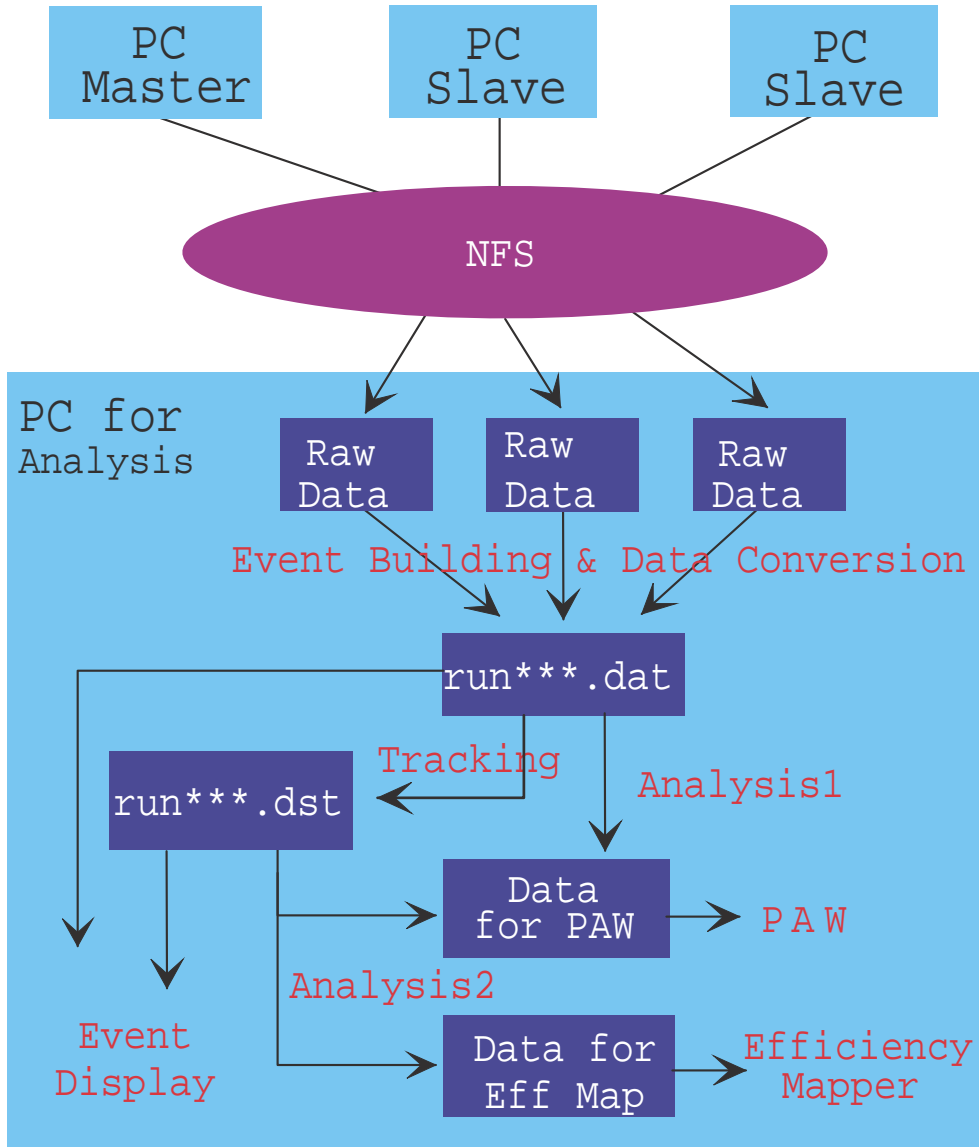 PC
Master
PC
Slave
PC
Slave
NFS
PC for
Analysis
Raw
Data
Raw
Data
Raw
Data
Event Building & Data Conversion
run***.dat
Tracking
run***.dst
Analysis1
Data
for PAW
PAW
Analysis2
Event
Display
Data for
Eff Map
Efficiency
Mapper